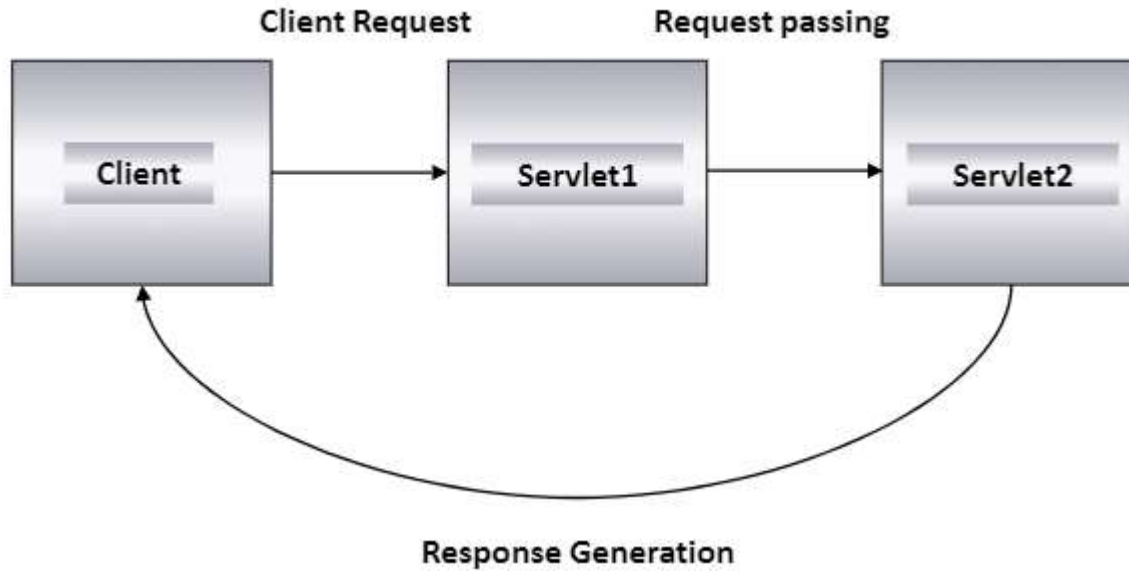 Client Request
Request passing
Client
Servlet1
Servlet2
Response Generation